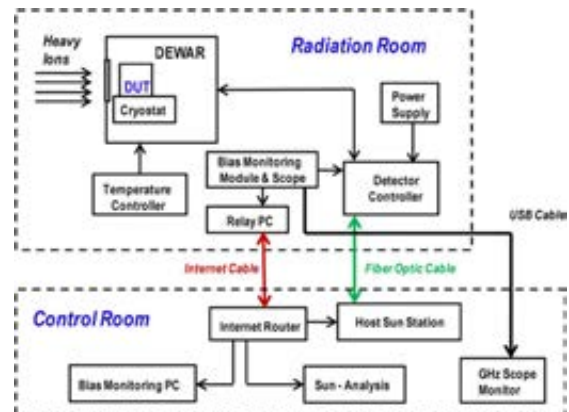 Heavy
Ions
DEWAR
DUT
Cryostat
Radiation Room
Power
Supply
Temperature
Controller
Bias Monitoring
Module & Scope
Relay PC
Detector
Controller
USB Cable
Internet Cable
Fiber Optic Cable
Control Room
Internet Router
Host Sun Station
Bias Monitoring PC
Sun - Analysis
GHz Scope
Monitor